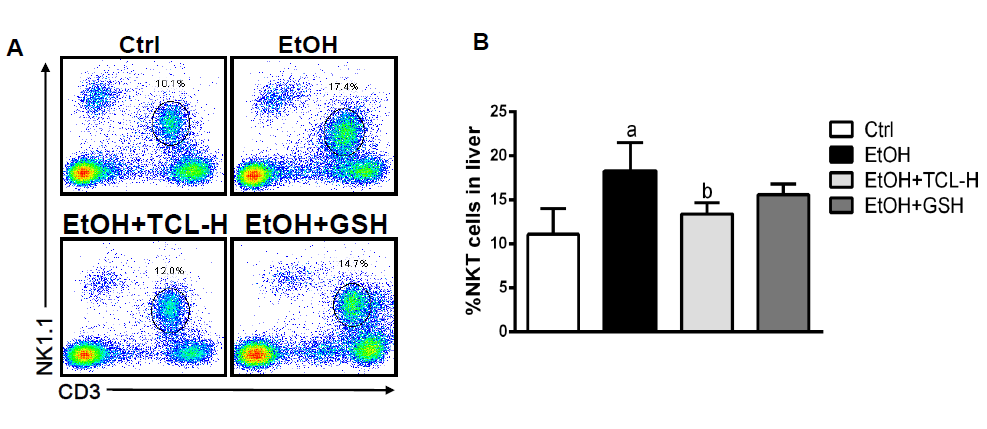 A
Ctrl
EtOH
10.1%
17.4%
EtOH+TCL-H
EtOH+GSH
12.0%
14.7%
NK1.1
CD3
B
%NKT cells in liver
25
20
15
10
5
0
a
b
Ctrl
EtOH
EtOH+TCL-H
EtOH+GSH